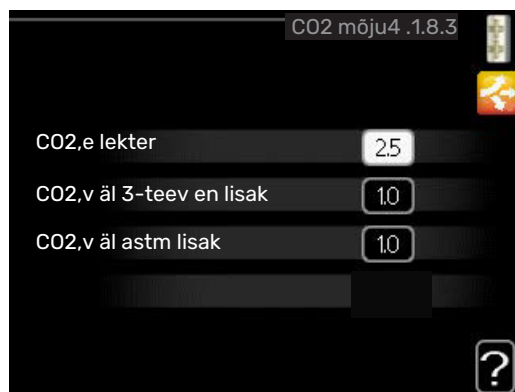 CO2 mõju4 .1.8.3
CO2,e lekter
2.5
CO2,v äl 3-teev en lisak
1.0
CO2,v äl astm lisak
1.0
?